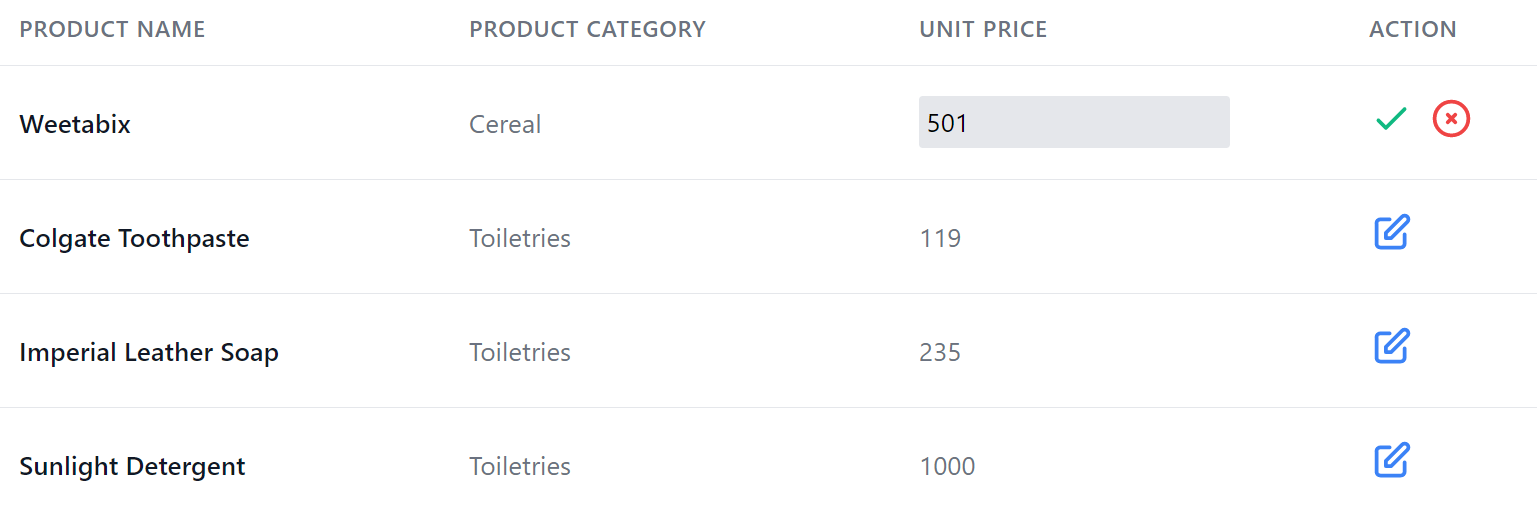 PRODUCT NAME PRODUCT CATEGORY UNIT PRICE ACTION
Weetabix Cereal 501
Colgate Toothpaste Toiletries 119
Imperial Leather Soap Toiletries 235
Sunlight Detergent Toiletries 1000